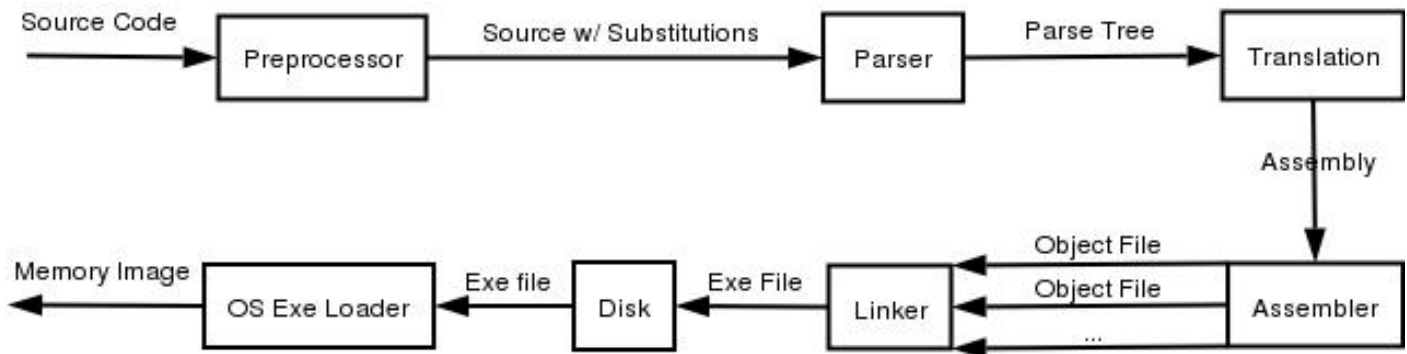 Source Code
Preprocessor
Source w/ Substitutions
Parser
Parse Tree
Translation
Assembly
Assembler
Object File
Object File
...
Linker
Exe File
Disk
Exe file
OS Exe Loader
Memory Image